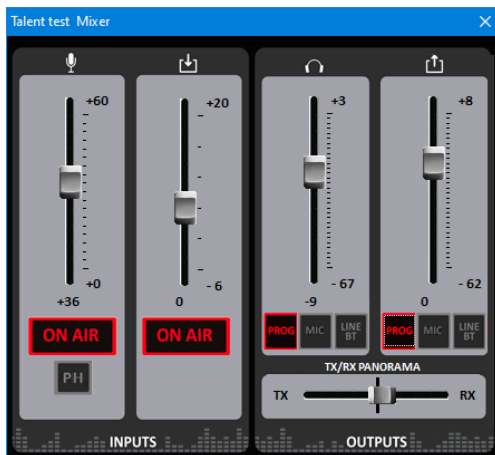 Talent test Mixer
+60
+0
+36
ON AIR
PH
+20
- 6
0
ON AIR
INPUTS
+3
- 67
-9
PROG MIC LINE BT
+8
- 62
0
PROG MIC LINE BT
TX/RX PANORAMA
TX RX
OUTPUTS